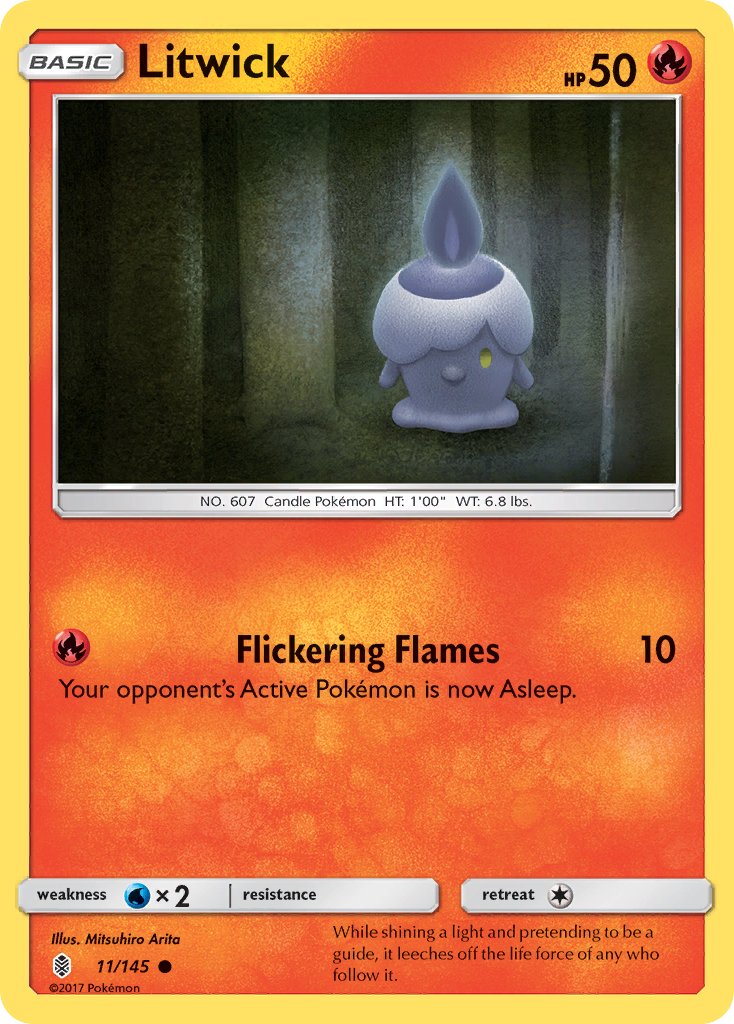 BASIC Litwick HP 50
NO. 607 Candle Pokémon HT: 1'00" WT: 6.8 lbs.
Flickering Flames 10
Your opponent's Active Pokémon is now Asleep.
weakness × 2 resistance retreat
Illus. Mitsuhiro Arita
11/145
©2017 Pokémon
While shining a light and pretending to be a
guide, it leeches off the life force of any who
follow it.